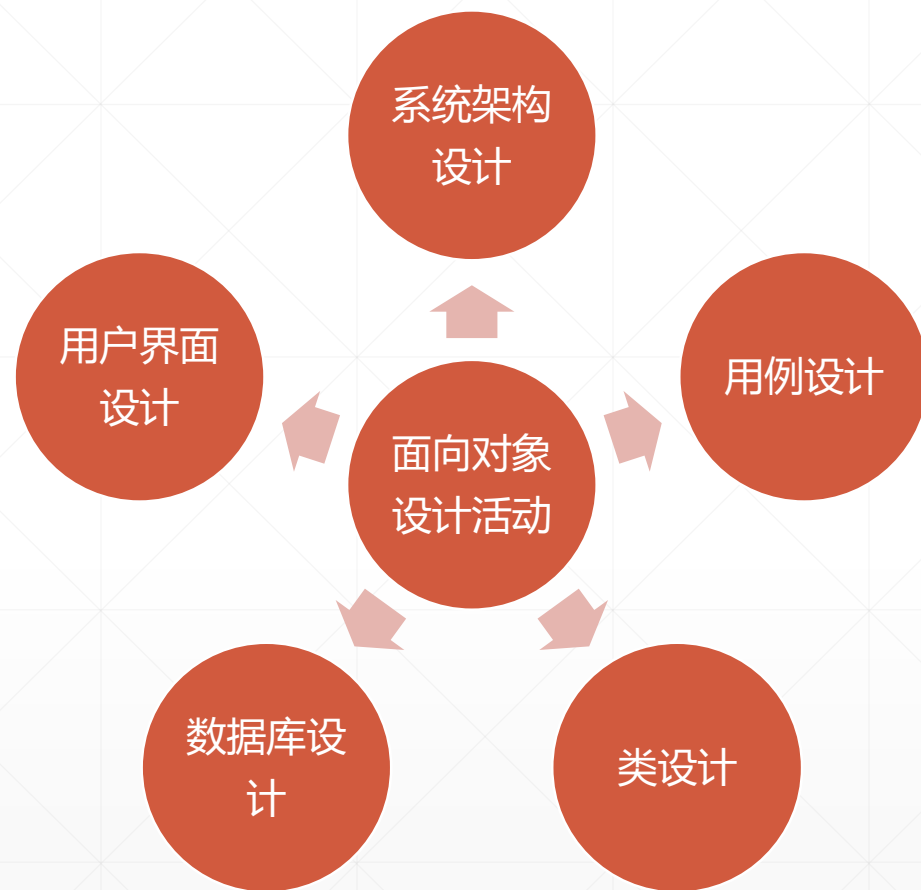 系统架构
设计
用户界面
设计
用例设计
面向对象
设计活动
数据库设
计
类设计